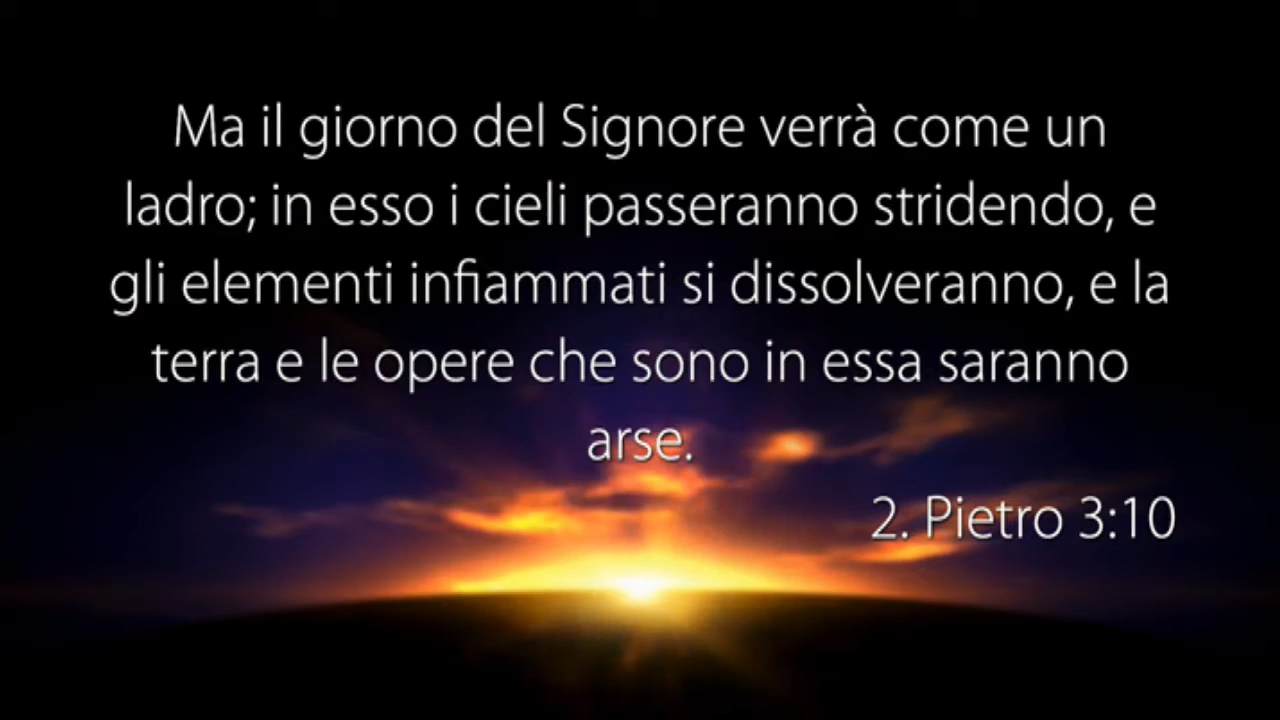 Ma il giorno del Signore verrà come un
ladro; in esso i cieli passeranno stridendo, e
gli elementi infiammati si dissolveranno, e la
terra e le opere che sono in essa saranno
arse.
2. Pietro 3:10